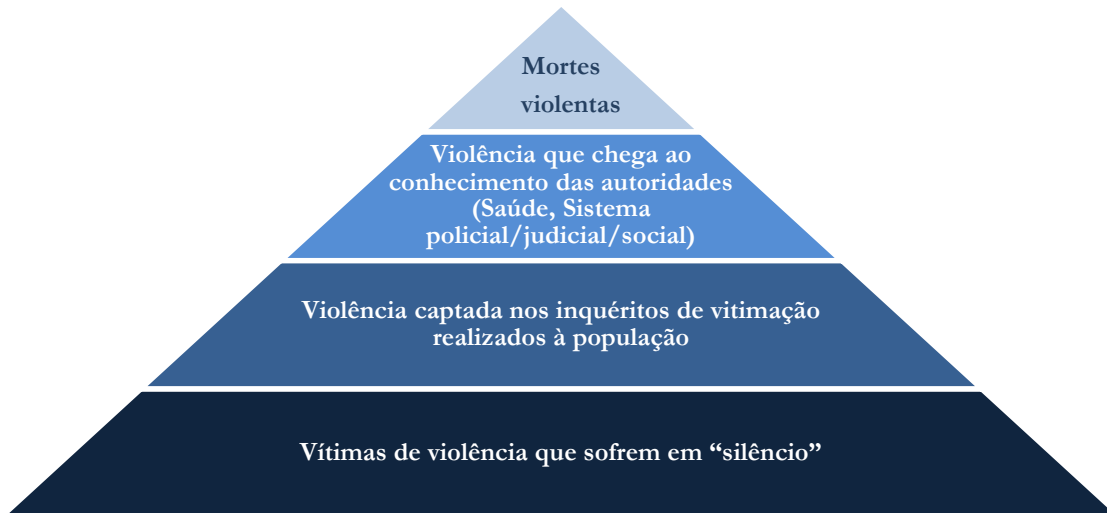 Mortes
violentas
Violência que chega ao
conhecimento das autoridades
(Saúde, Sistema
policial/judicial/social)
Violência captada nos inquéritos de vitimação
realizados à população
Vítimas de violência que sofrem em “silêncio”